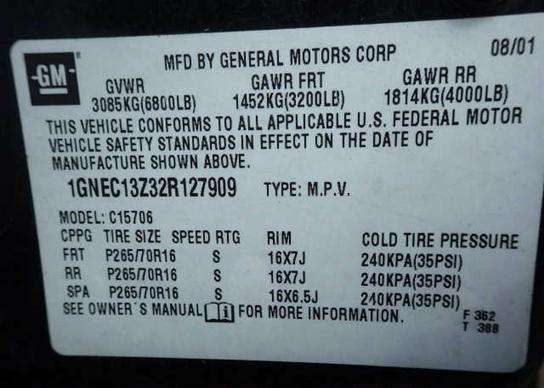 GM MFD BY GENERAL MOTORS CORP 08/01
GVWR GAWR FRT GAWR RR
3085KG(6800LB) 1452KG(3200LB) 1814KG(4000LB)
THIS VEHICLE CONFORMS TO ALL APPLICABLE U.S. FEDERAL MOTOR
VEHICLE SAFETY STANDARDS IN EFFECT ON THE DATE OF
MANUFACTURE SHOWN ABOVE.
1GNEC13Z32R127909 TYPE: M.P.V.
MODEL: C15706
CPPG TIRE SIZE SPEED RTG RIM COLD TIRE PRESSURE
FRT P265/70R16 S 16X7J 240KPA(35PSI)
RR P265/70R16 S 16X7J 240KPA(35PSI)
SPA P265/70R16 S 16X6.5J 240KPA(35PSI)
SEE OWNER'S MANUAL i FOR MORE INFORMATION.
F 362
T 388